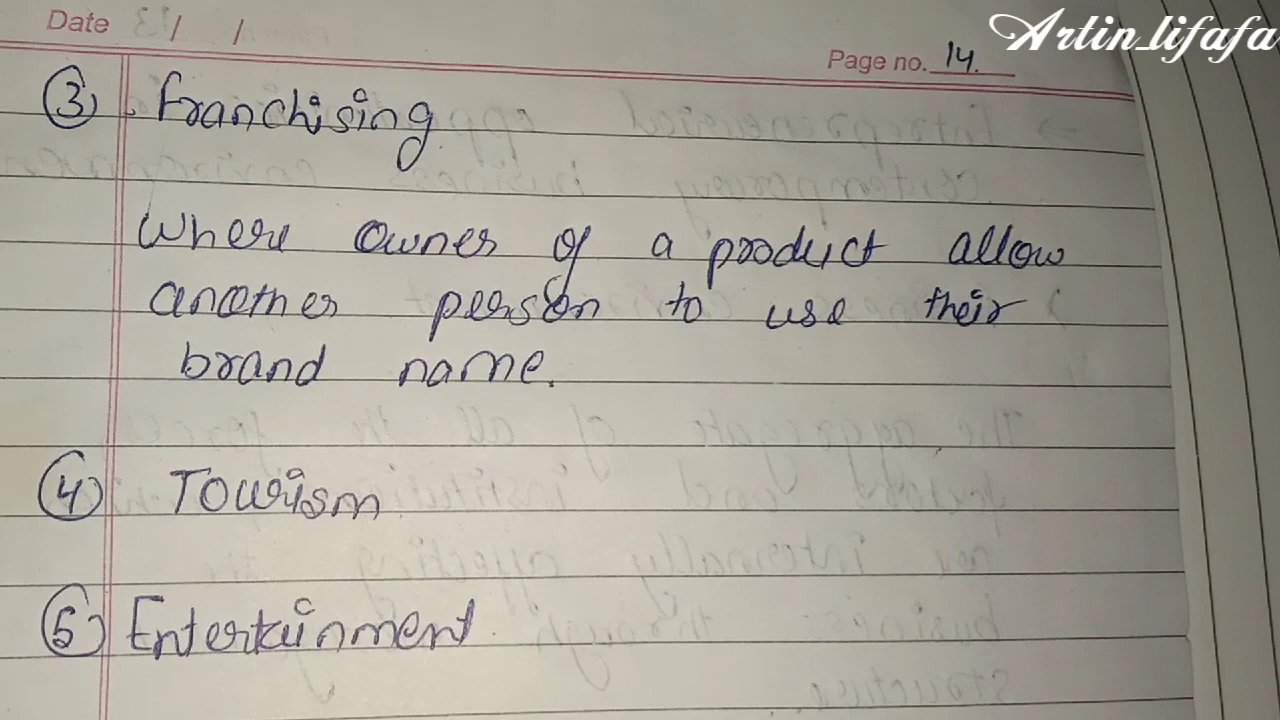 Date / /
Artin_lifafa
Page no. 14.
③ Franchising
Where owner of a product allow
another person to use their
brand name.
④ Tourism
⑤ Entertainment